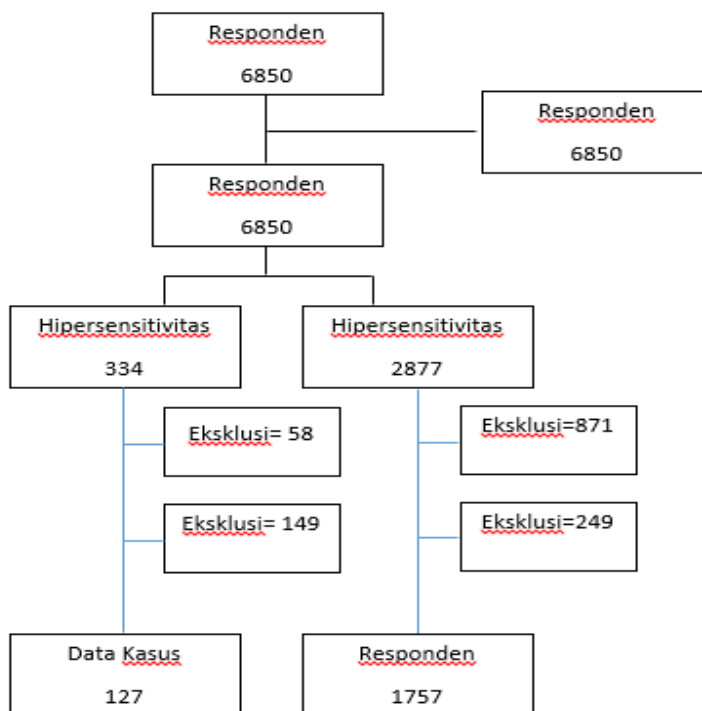 Responden
6850
Responden
6850
Responden
6850
Hipersensitivitas
334
Hipersensitivitas
2877
Eksklusi= 58
Eksklusi=871
Eksklusi= 149
Eksklusi=249
Data Kasus
127
Responden
1757